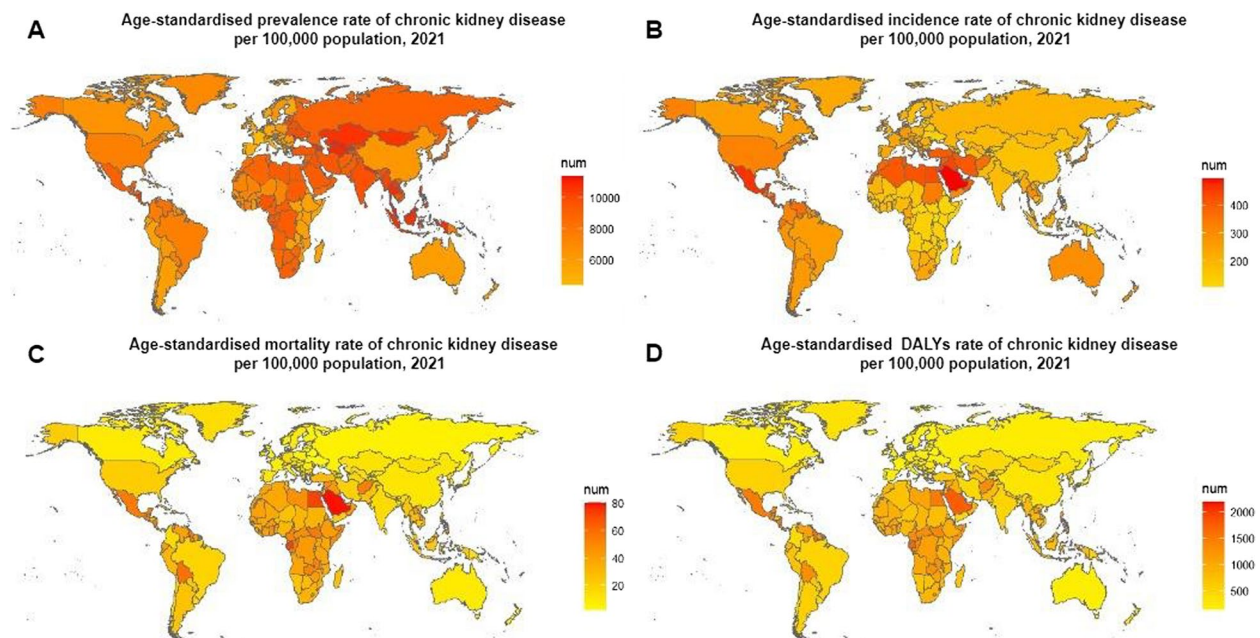 A
Age-standardised prevalence rate of chronic kidney disease
per 100,000 population, 2021
num
10000
8000
6000
B
Age-standardised incidence rate of chronic kidney disease
per 100,000 population, 2021
num
400
300
200
C
Age-standardised mortality rate of chronic kidney disease
per 100,000 population, 2021
num
80
60
40
20
D
Age-standardised DALYs rate of chronic kidney disease
per 100,000 population, 2021
num
2000
1500
1000
500